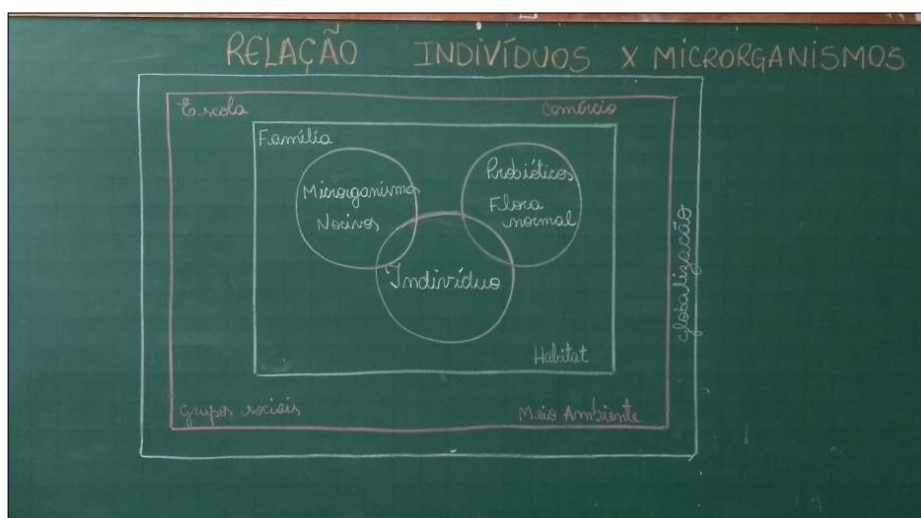 RELAÇÃO INDIVÍDUOS X MICRORGANISMOS
Escola Comércio
Família
Microrganismos
Nocivos
Probióticos
Flora
normal
Indivíduo
Habitat
Grupos sociais Meio Ambiente
globalização